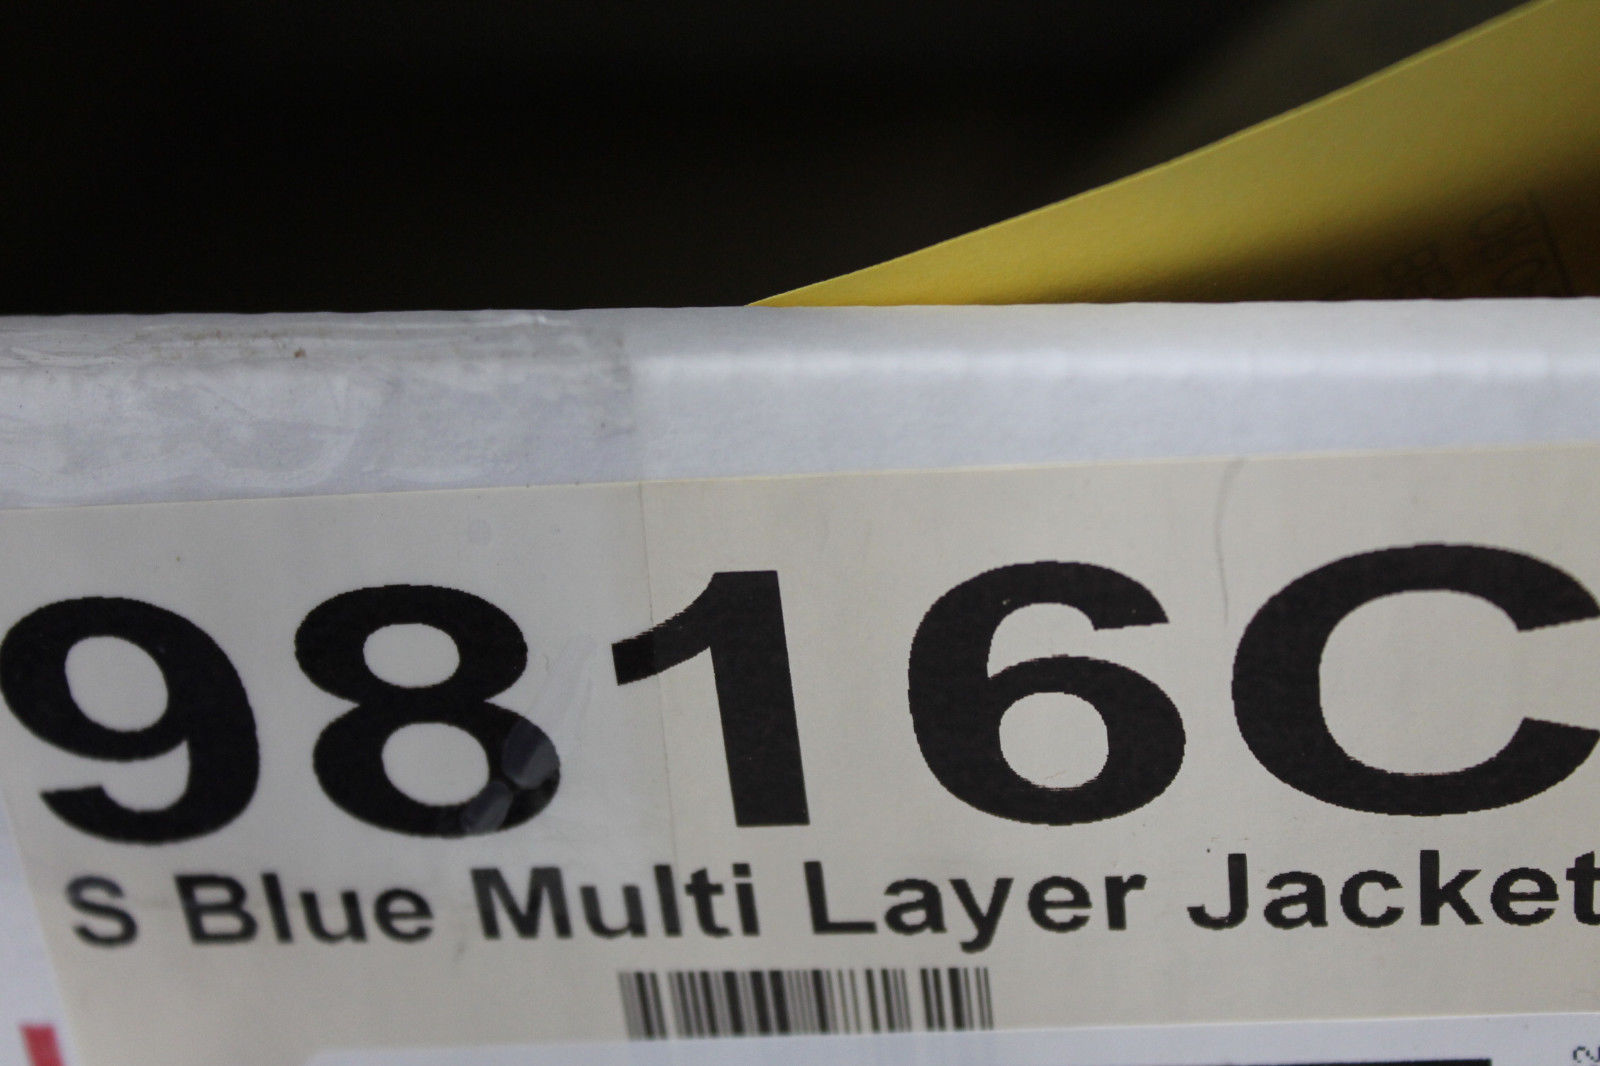 9816C
S Blue Multi Layer Jacket